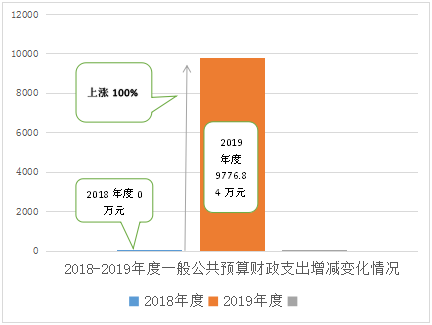 12000
10000
8000
6000
4000
2000
0
上涨 100%
2018 年度 0
万元
2019
年度
9776.8
4 万元
2018-2019年度一般公共预算财政支出增减变化情况
2018年度 2019年度